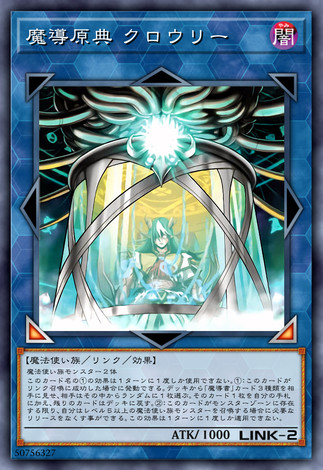 魔導原典 クロウリー
闇
やみ
【魔法使い族/リンク/効果】
魔法使い族モンスター2体
このカード名の①の効果は1ターンに1度しか使用できない。①:このカードが
リンク召喚に成功した場合に発動できる。デッキから「魔導書」カード3種類を相
手に見せ、相手はその中からランダムに1枚選ぶ。そのカード1枚を自分の手札
に加え、残りのカードはデッキに戻す。②:このカードがモンスターゾーンに存在す
る限り、自分はレベル5以上の魔法使い族モンスターを召喚する場合に必要な
リリースをなくす事ができる。この効果は1ターンに1度しか適用できない。
ATK/1000 LINK-2
50756327